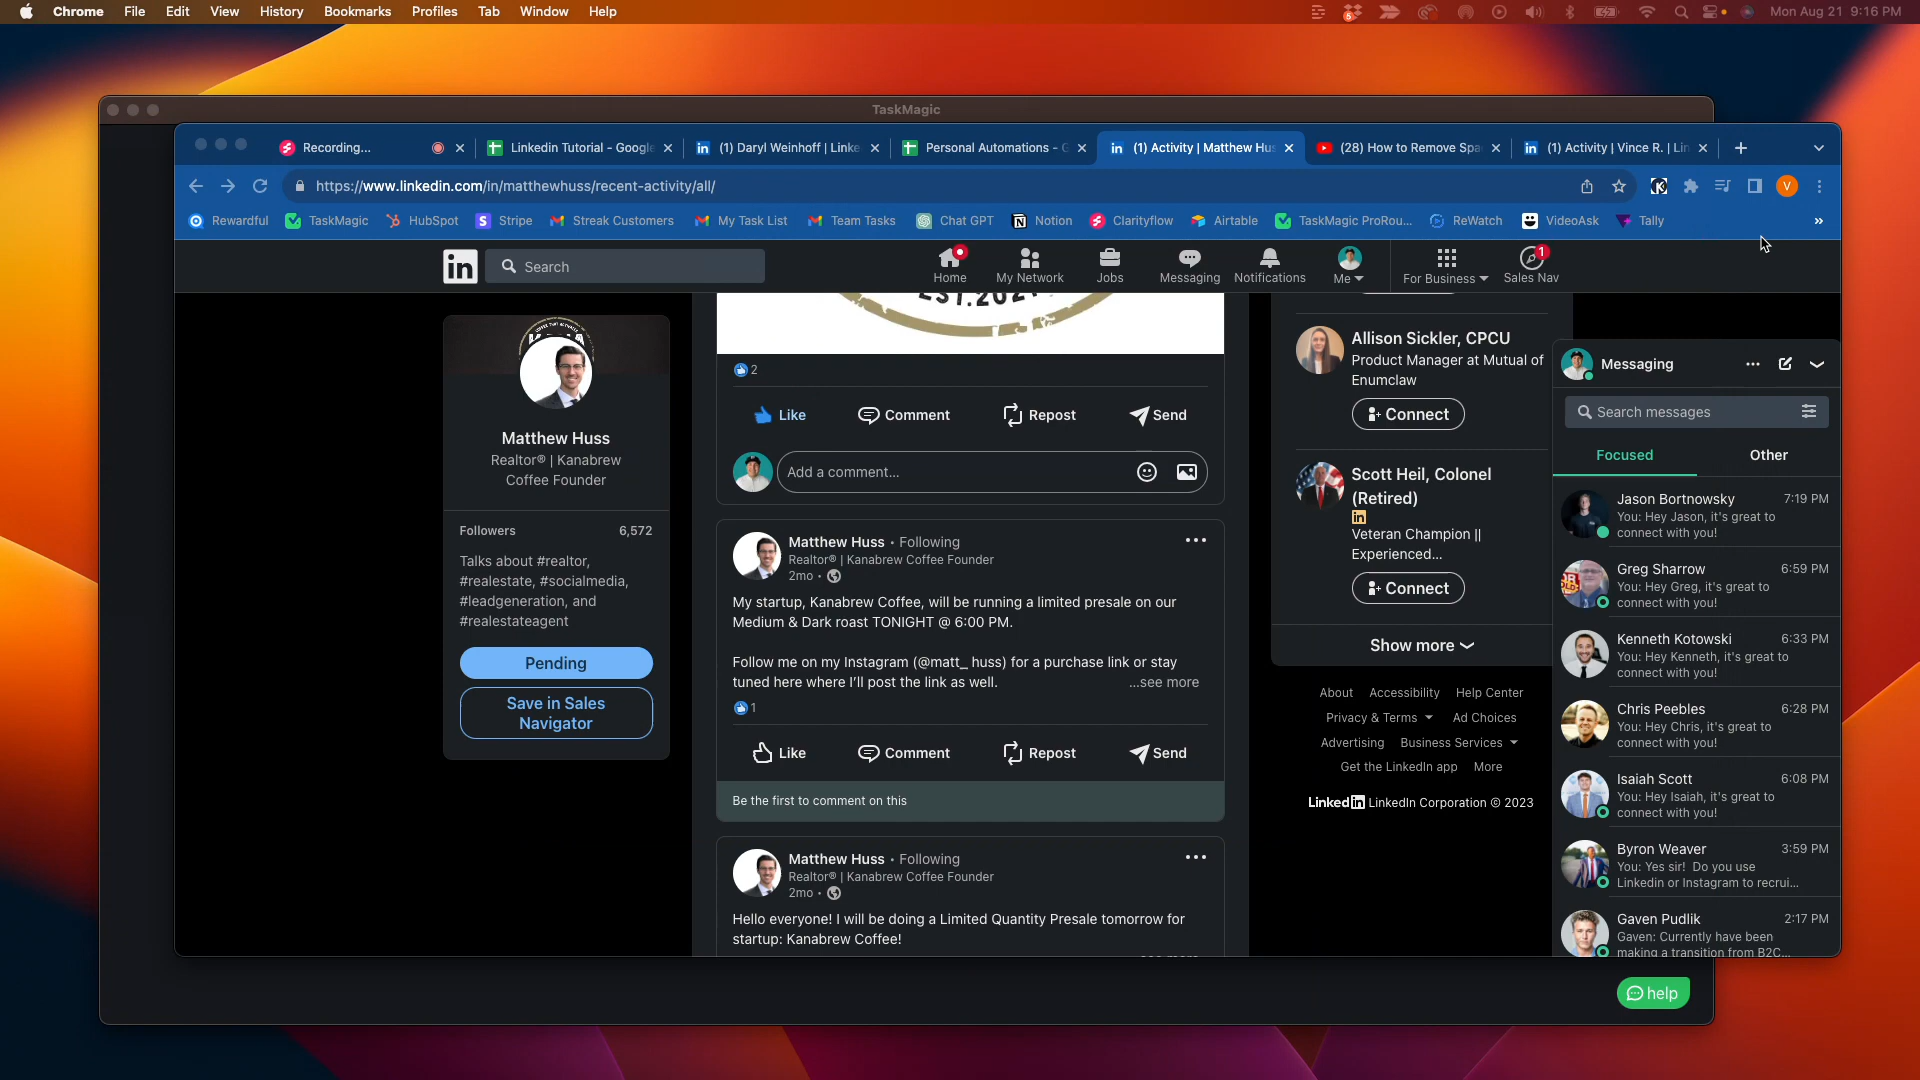 Chrome File Edit View History Bookmarks Profiles Tab Window Help
5
Mon Aug 21 9:16 PM
TaskMagic
Recording...
Linkedin Tutorial - Google
(1) Daryl Weinhoff | Linke
Personal Automations - G
(1) Activity | Matthew Hus
(28) How to Remove Spa
(1) Activity | Vince R. | Lin
https://www.linkedin.com/in/matthewhuss/recent-activity/all/
V
Rewardful
TaskMagic
HubSpot
Stripe
Streak Customers
My Task List
Team Tasks
Chat GPT
Notion
Clarityflow
Airtable
TaskMagic ProRou...
ReWatch
VideoAsk
Tally
»
in
Search
Home
My Network
Jobs
Messaging
Notifications
Me
For Business
1
Sales Nav
Matthew Huss
Realtor® | Kanabrew
Coffee Founder
Followers 6,572
Talks about #realtor,
#realestate, #socialmedia,
#leadgeneration, and
#realestateagent
Pending
Save in Sales
Navigator
EST.2021
2
Like Comment Repost Send
Add a comment...
Matthew Huss • Following
Realtor® | Kanabrew Coffee Founder
2mo •
My startup, Kanabrew Coffee, will be running a limited presale on our
Medium & Dark roast TONIGHT @ 6:00 PM.
Follow me on my Instagram (@matt_ huss) for a purchase link or stay
tuned here where I'll post the link as well. ...see more
1
Like Comment Repost Send
Be the first to comment on this
Matthew Huss • Following
Realtor® | Kanabrew Coffee Founder
2mo •
Hello everyone! I will be doing a Limited Quantity Presale tomorrow for
startup: Kanabrew Coffee!
Allison Sickler, CPCU
Product Manager at Mutual of
Enumclaw
Connect
Scott Heil, Colonel
(Retired)
in
Veteran Champion ||
Experienced...
Connect
Show more
About Accessibility Help Center
Privacy & Terms Ad Choices
Advertising Business Services
Get the LinkedIn app More
LinkedIn LinkedIn Corporation © 2023
Messaging
Search messages
Focused Other
Jason Bortnowsky 7:19 PM
You: Hey Jason, it's great to
connect with you!
Greg Sharrow 6:59 PM
You: Hey Greg, it's great to
connect with you!
Kenneth Kotowski 6:33 PM
You: Hey Kenneth, it's great to
connect with you!
Chris Peebles 6:28 PM
You: Hey Chris, it's great to
connect with you!
Isaiah Scott 6:08 PM
You: Hey Isaiah, it's great to
connect with you!
Byron Weaver 3:59 PM
You: Yes sir! Do you use
Linkedin or Instagram to recrui...
Gaven Pudlik 2:17 PM
Gaven: Currently have been
making a transition from B2C...
help